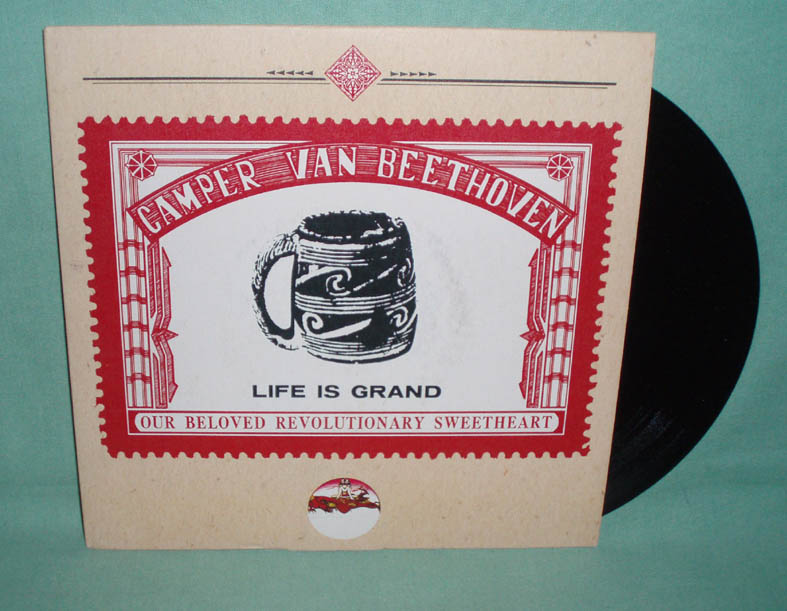 CAMPER VAN BEETHOVEN
LIFE IS GRAND
OUR BELOVED REVOLUTIONARY SWEETHEART